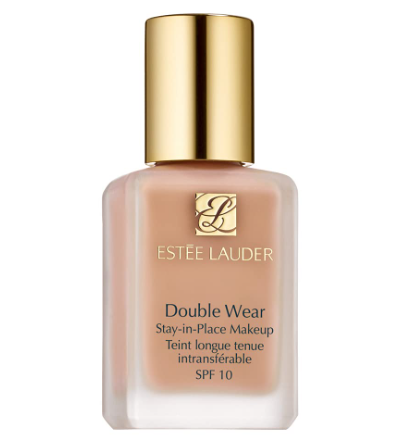 ESTĒE LAUDER
Double Wear
Stay-in-Place Makeup
Teint longue tenue
intransférable
SPF 10